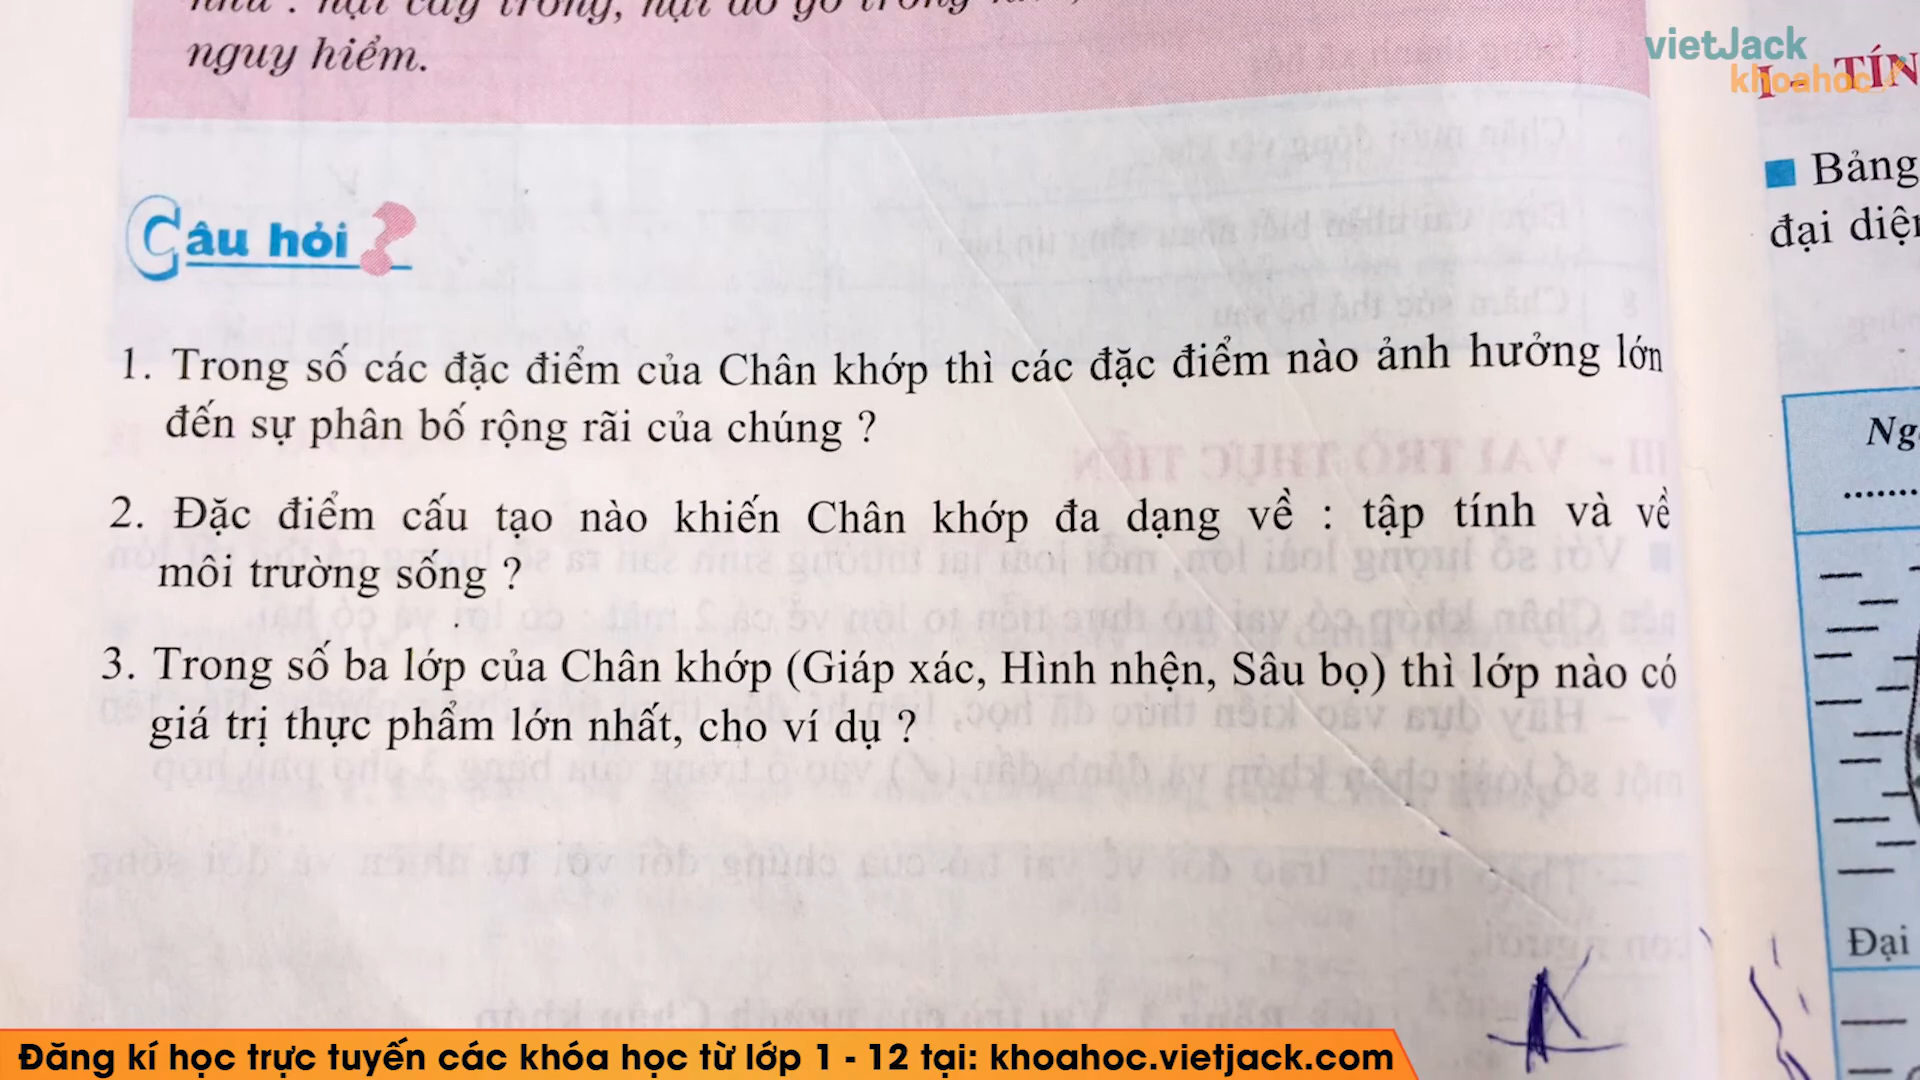 nguy hiểm.
vietJack
khoahoc
Câu hỏi ?
1. Trong số các đặc điểm của Chân khớp thì các đặc điểm nào ảnh hưởng lớn
đến sự phân bố rộng rãi của chúng ?
2. Đặc điểm cấu tạo nào khiến Chân khớp đa dạng về : tập tính và về
môi trường sống ?
3. Trong số ba lớp của Chân khớp (Giáp xác, Hình nhện, Sâu bọ) thì lớp nào có
giá trị thực phẩm lớn nhất, cho ví dụ ?
I - TÍN
Bảng
đại diện
Đại
Đăng kí học trực tuyến các khóa học từ lớp 1 - 12 tại: khoahoc.vietjack.com